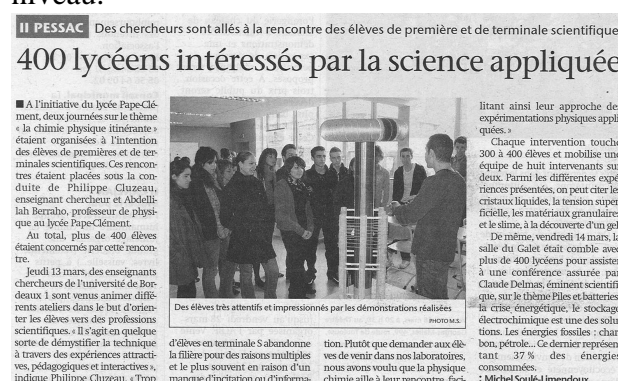 niveau.
II PESSAC Des chercheurs sont allés à la rencontre des élèves de première et de terminale scientifique
400 lycéens intéressés par la science appliquée
■ A l'initiative du lycée Pape-Clé-
ment, deux journées sur le thème
« la chimie physique itinérante »
étaient organisées à l'intention
des élèves de premières et de ter-
minales scientifiques. Ces rencon-
tres étaient placées sous la con-
duite de Philippe Cluzeau,
enseignant chercheur et Abdelli-
lah Berraho, professeur de physi-
que au lycée Pape-Clément.
Au total, plus de 400 élèves
étaient concernés par cette rencon-
tre.
Jeudi 13 mars, des enseignants
chercheurs de l'université de Bor-
deaux 1 sont venus animer diffé-
rents ateliers dans le but d'orien-
ter les élèves vers des professions
scientifiques. « Il s'agit en quelque
sorte de démystifier la technique
à travers des expériences attracti-
ves, pédagogiques et interactives »,
indique Philippe Cluzeau. « Trop
Des élèves très attentifs et impressionnés par les démonstrations réalisées
PHOTO M.S.
d'élèves en terminale S abandonne
la filière pour des raisons multiples
et le plus souvent en raison d'un
manque d'incitation ou d'informa-
tion. Plutôt que demander aux élè-
ves de venir dans nos laboratoires,
nous avons voulu que la physique
chimie aille à leur rencontre, faci-
litant ainsi leur approche des
expérimentations physiques appli
quées. »
Chaque intervention touche
300 à 400 élèves et mobilise une
équipe de huit intervenants sur
deux. Parmi les différentes expé
riences présentées, on peut citer les
cristaux liquides, la tension super
ficielle, les matériaux granulaires
et le slime, à la découverte d'un gel
De même, vendredi 14 mars, la
salle du Galet était comble avec
plus de 400 lycéens pour assister
à une conférence assurée par
Claude Delmas, éminent scientifi
que, sur le thème Piles et batteries
la crise énergétique, le stockage
électrochimique est une des solu
tions. Les énergies fossiles : char
bon, pétrole... Ce dernier représen
tant 37 % des énergies
consommées.
: Michel Soulé-Limendoux